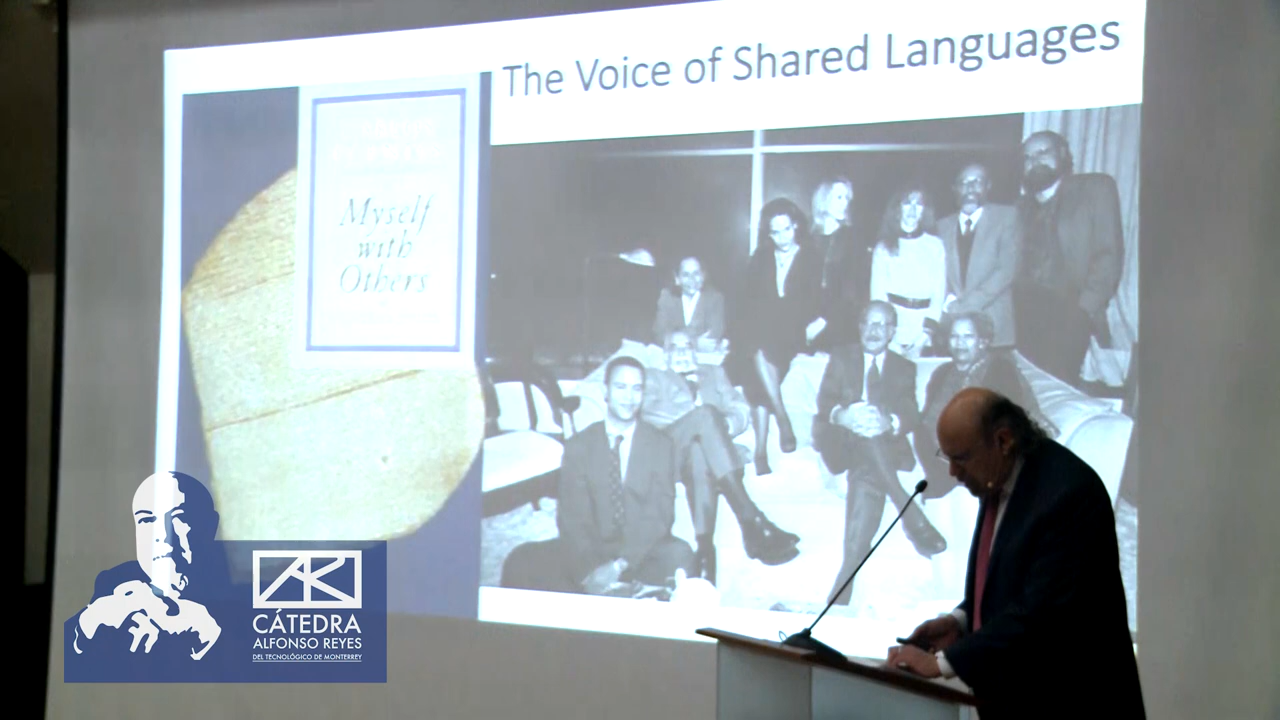 The Voice of Shared Languages
Myself
with
Others
CÁTEDRA
ALFONSO REYES
DEL TECNOLÓGICO DE MONTERREY